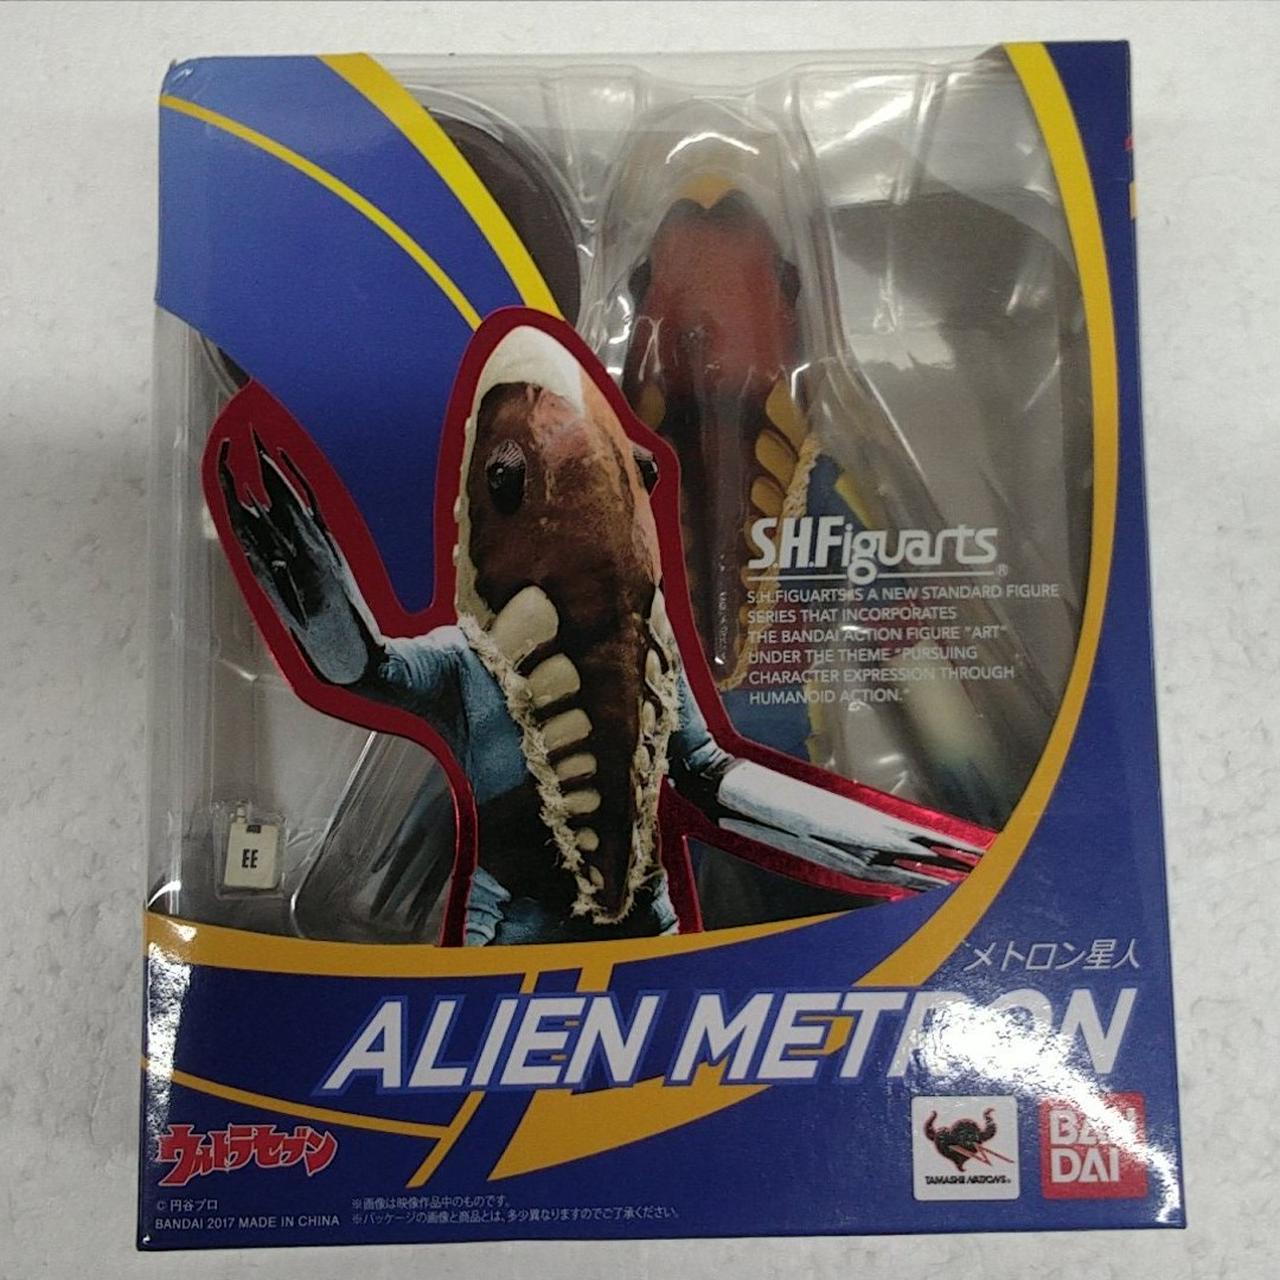 S.H.Figuarts®
S.H.FIGUARTS IS A NEW STANDARD FIGURE
SERIES THAT INCORPORATES
THE BANDAI ACTION FIGURE "ART"
UNDER THE THEME "PURSUING
CHARACTER EXPRESSION THROUGH
HUMANOID ACTION."
EE
メトロン星人
ALIEN METRON
ウルトラセブン
TAMASHII NATIONS®
BAN
DAI
© 円谷プロ
BANDAI 2017 MADE IN CHINA
※画像は映像作品中のものです。
※パッケージの画像と商品とは、多少異なりますのでご了承ください。